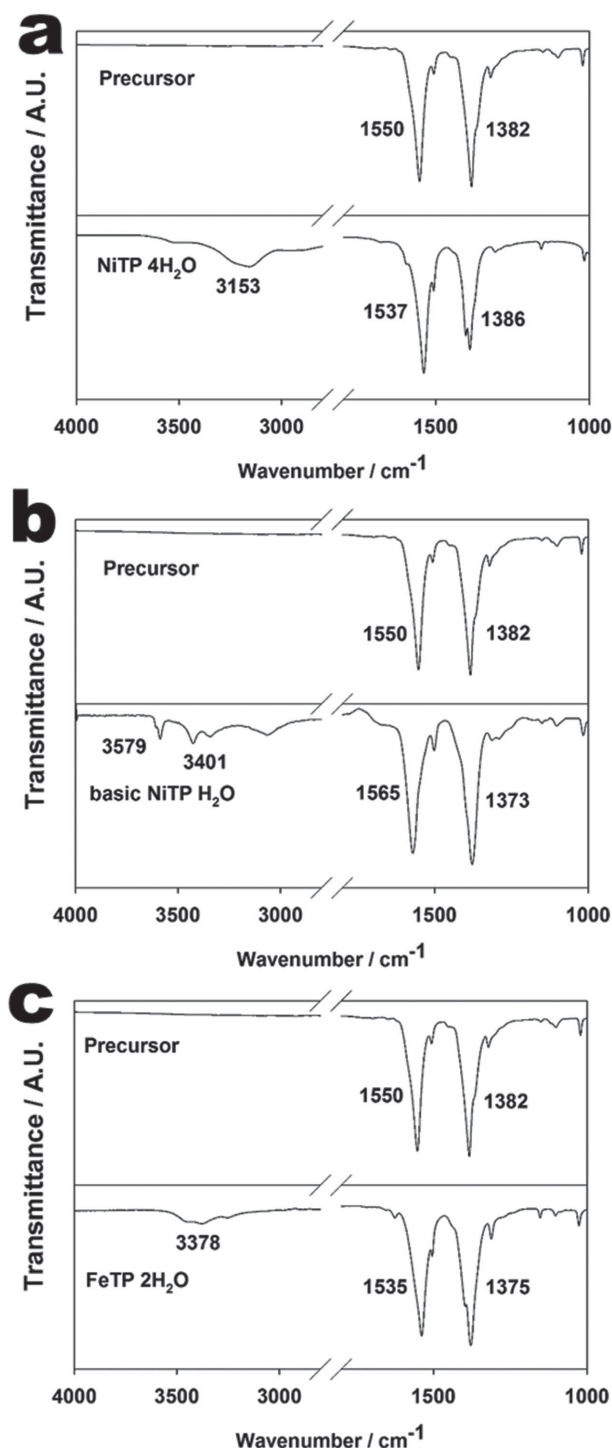 a
Transmittance / A.U.
Precursor
1550
1382
NiTP 4H₂O
3153
1537
1386
4000 3500 3000 1500 1000
Wavenumber / cm⁻¹
b
Transmittance / A.U.
Precursor
1550
1382
3579
3401
basic NiTP H₂O
1565
1373
4000 3500 3000 1500 1000
Wavenumber / cm⁻¹
c
Transmittance / A.U.
Precursor
1550
1382
3378
FeTP 2H₂O
1535
1375
4000 3500 3000 1500 1000
Wavenumber / cm⁻¹